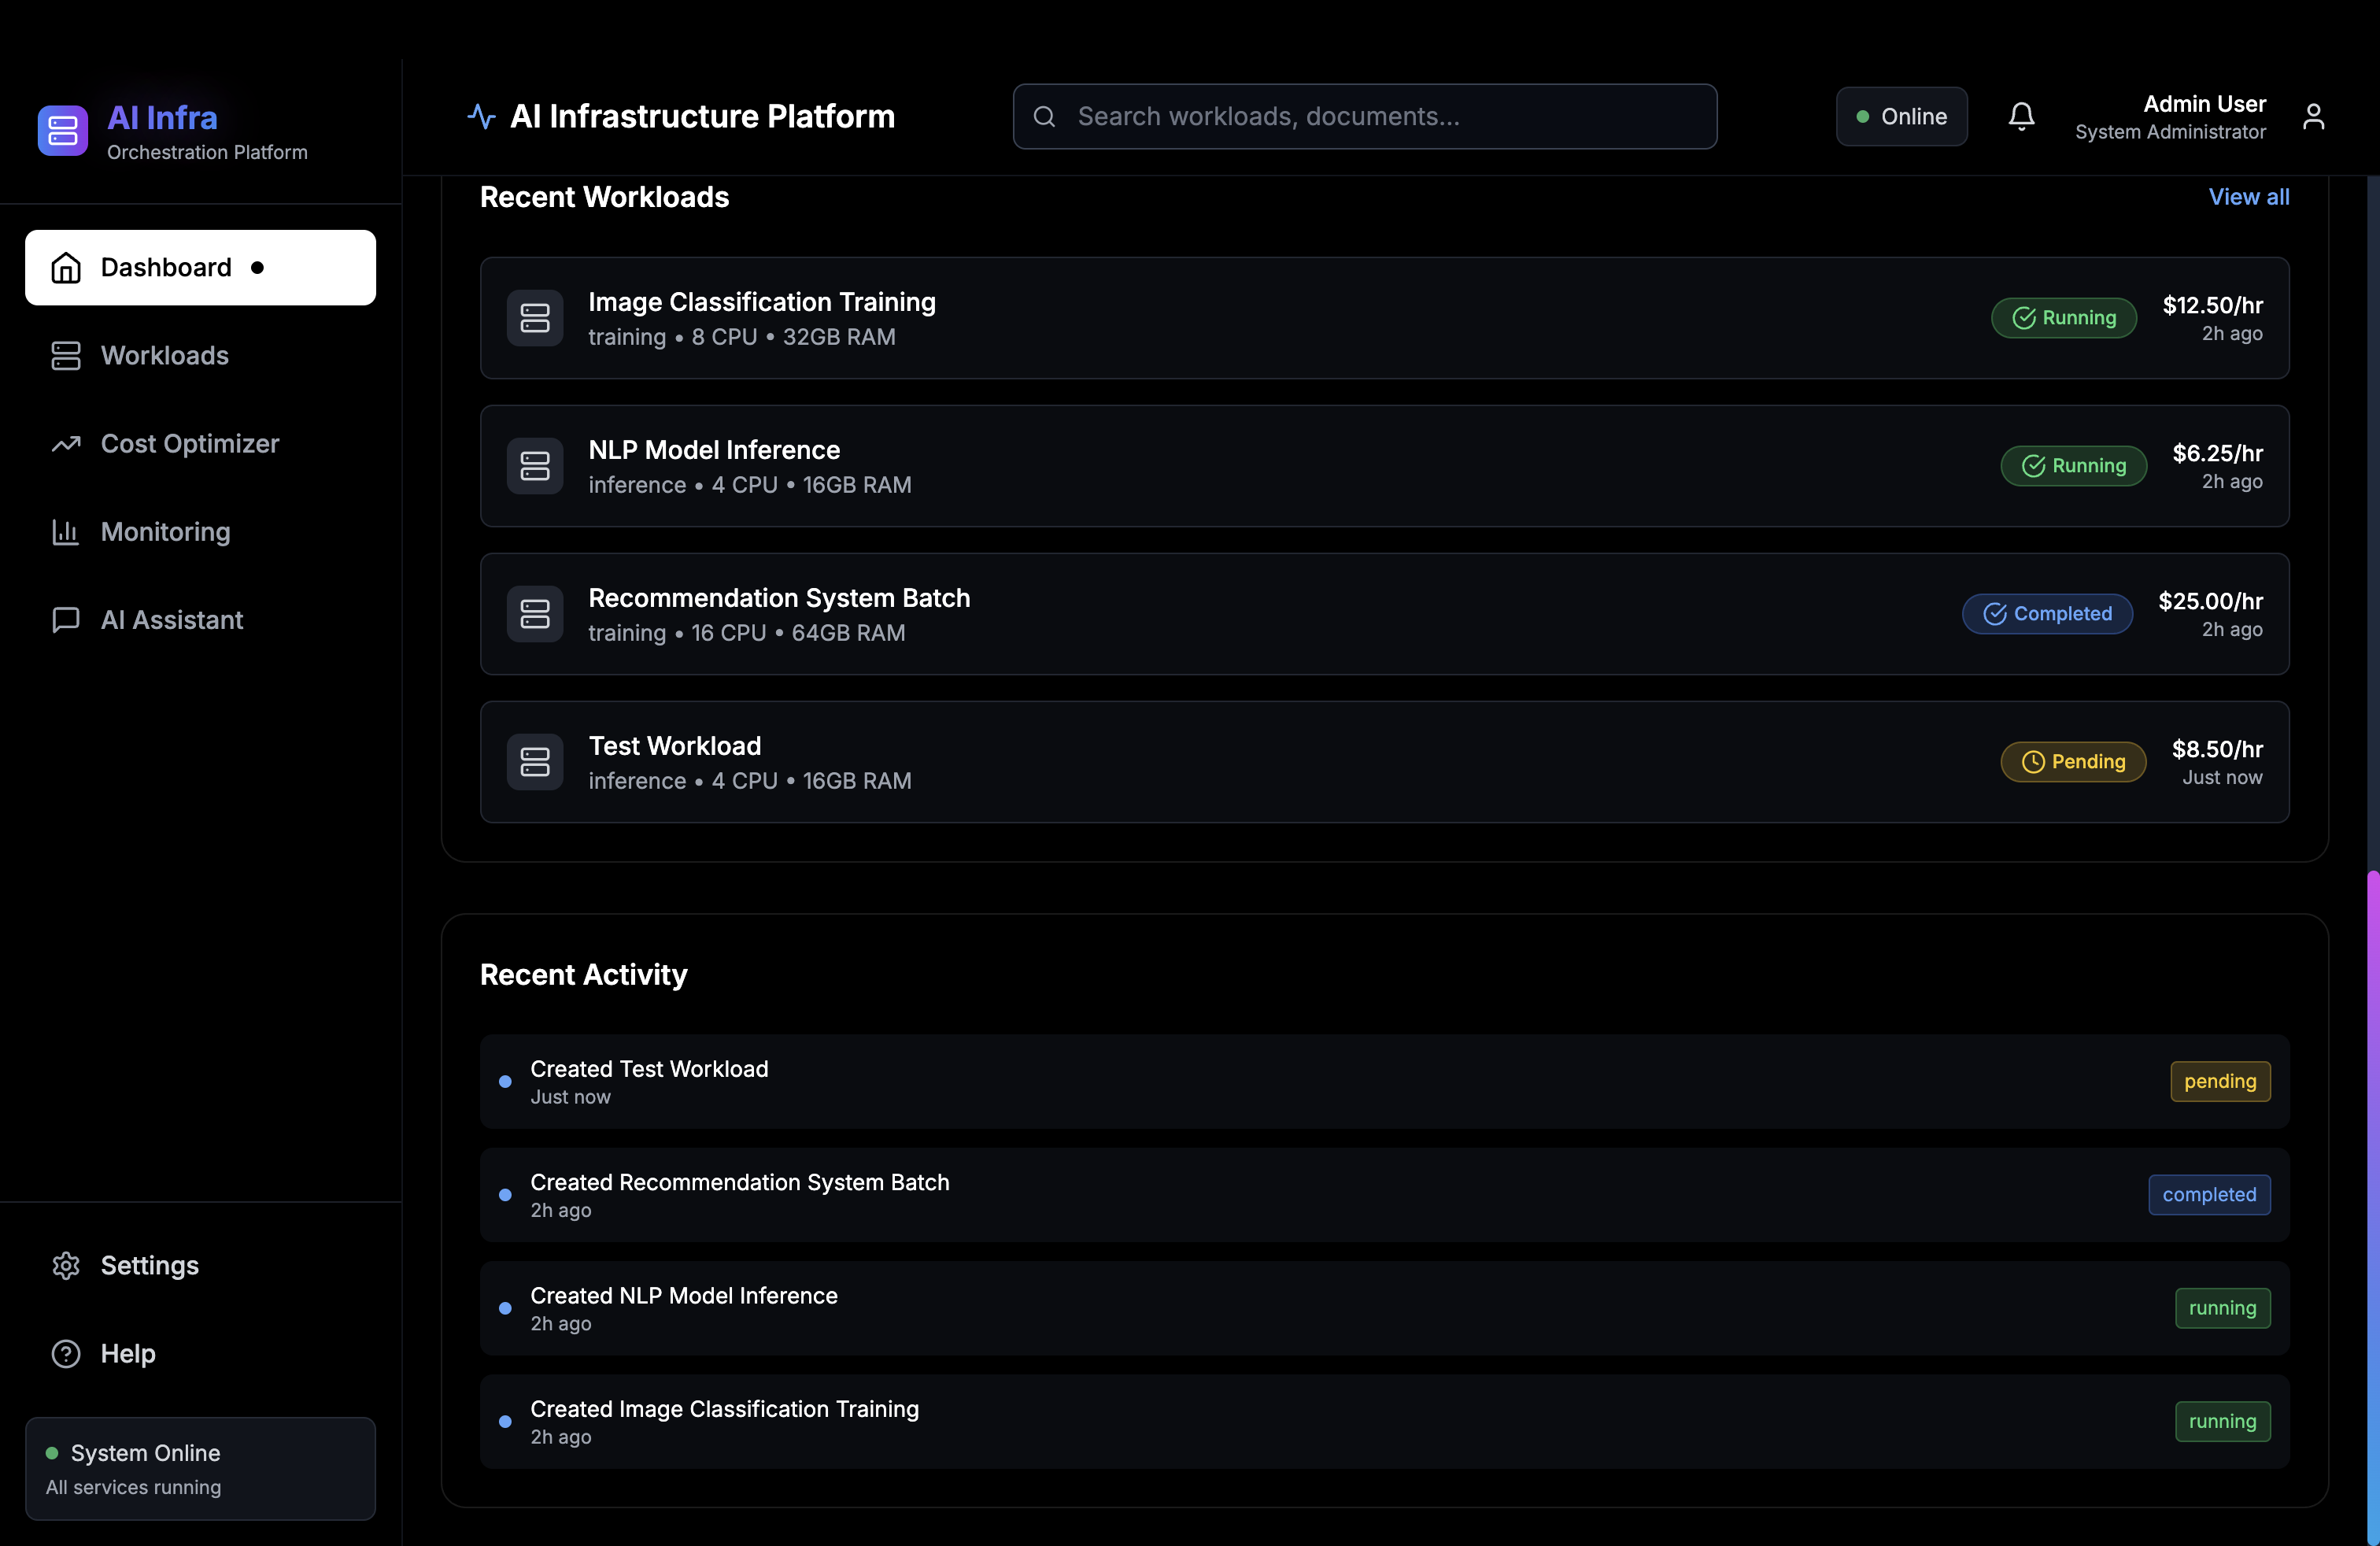 AI Infra
Orchestration Platform
Dashboard
Workloads
Cost Optimizer
Monitoring
AI Assistant
Settings
Help
System Online
All services running
AI Infrastructure Platform
Search workloads, documents...
Online
Admin User
System Administrator
Recent Workloads
View all
Image Classification Training
training • 8 CPU • 32GB RAM
Running
$12.50/hr
2h ago
NLP Model Inference
inference • 4 CPU • 16GB RAM
Running
$6.25/hr
2h ago
Recommendation System Batch
training • 16 CPU • 64GB RAM
Completed
$25.00/hr
2h ago
Test Workload
inference • 4 CPU • 16GB RAM
Pending
$8.50/hr
Just now
Recent Activity
Created Test Workload
Just now
pending
Created Recommendation System Batch
2h ago
completed
Created NLP Model Inference
2h ago
running
Created Image Classification Training
2h ago
running